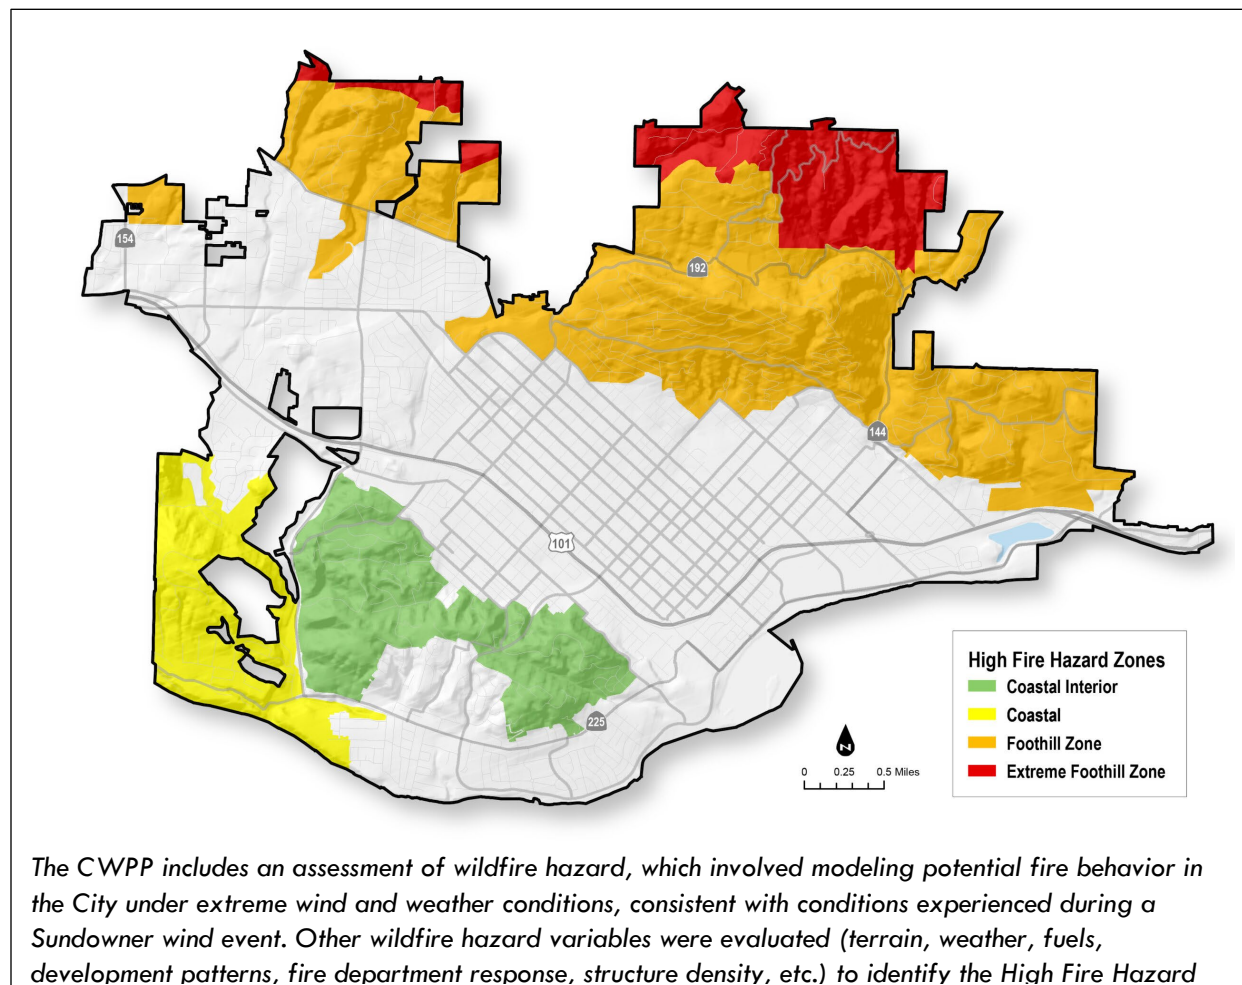 154
192
144
101
225
High Fire Hazard Zones
Coastal Interior
Coastal
Foothill Zone
Extreme Foothill Zone
N
0 0.25 0.5 Miles
The CWPP includes an assessment of wildfire hazard, which involved modeling potential fire behavior in
the City under extreme wind and weather conditions, consistent with conditions experienced during a
Sundowner wind event. Other wildfire hazard variables were evaluated (terrain, weather, fuels,
development patterns, fire department response, structure density, etc.) to identify the High Fire Hazard